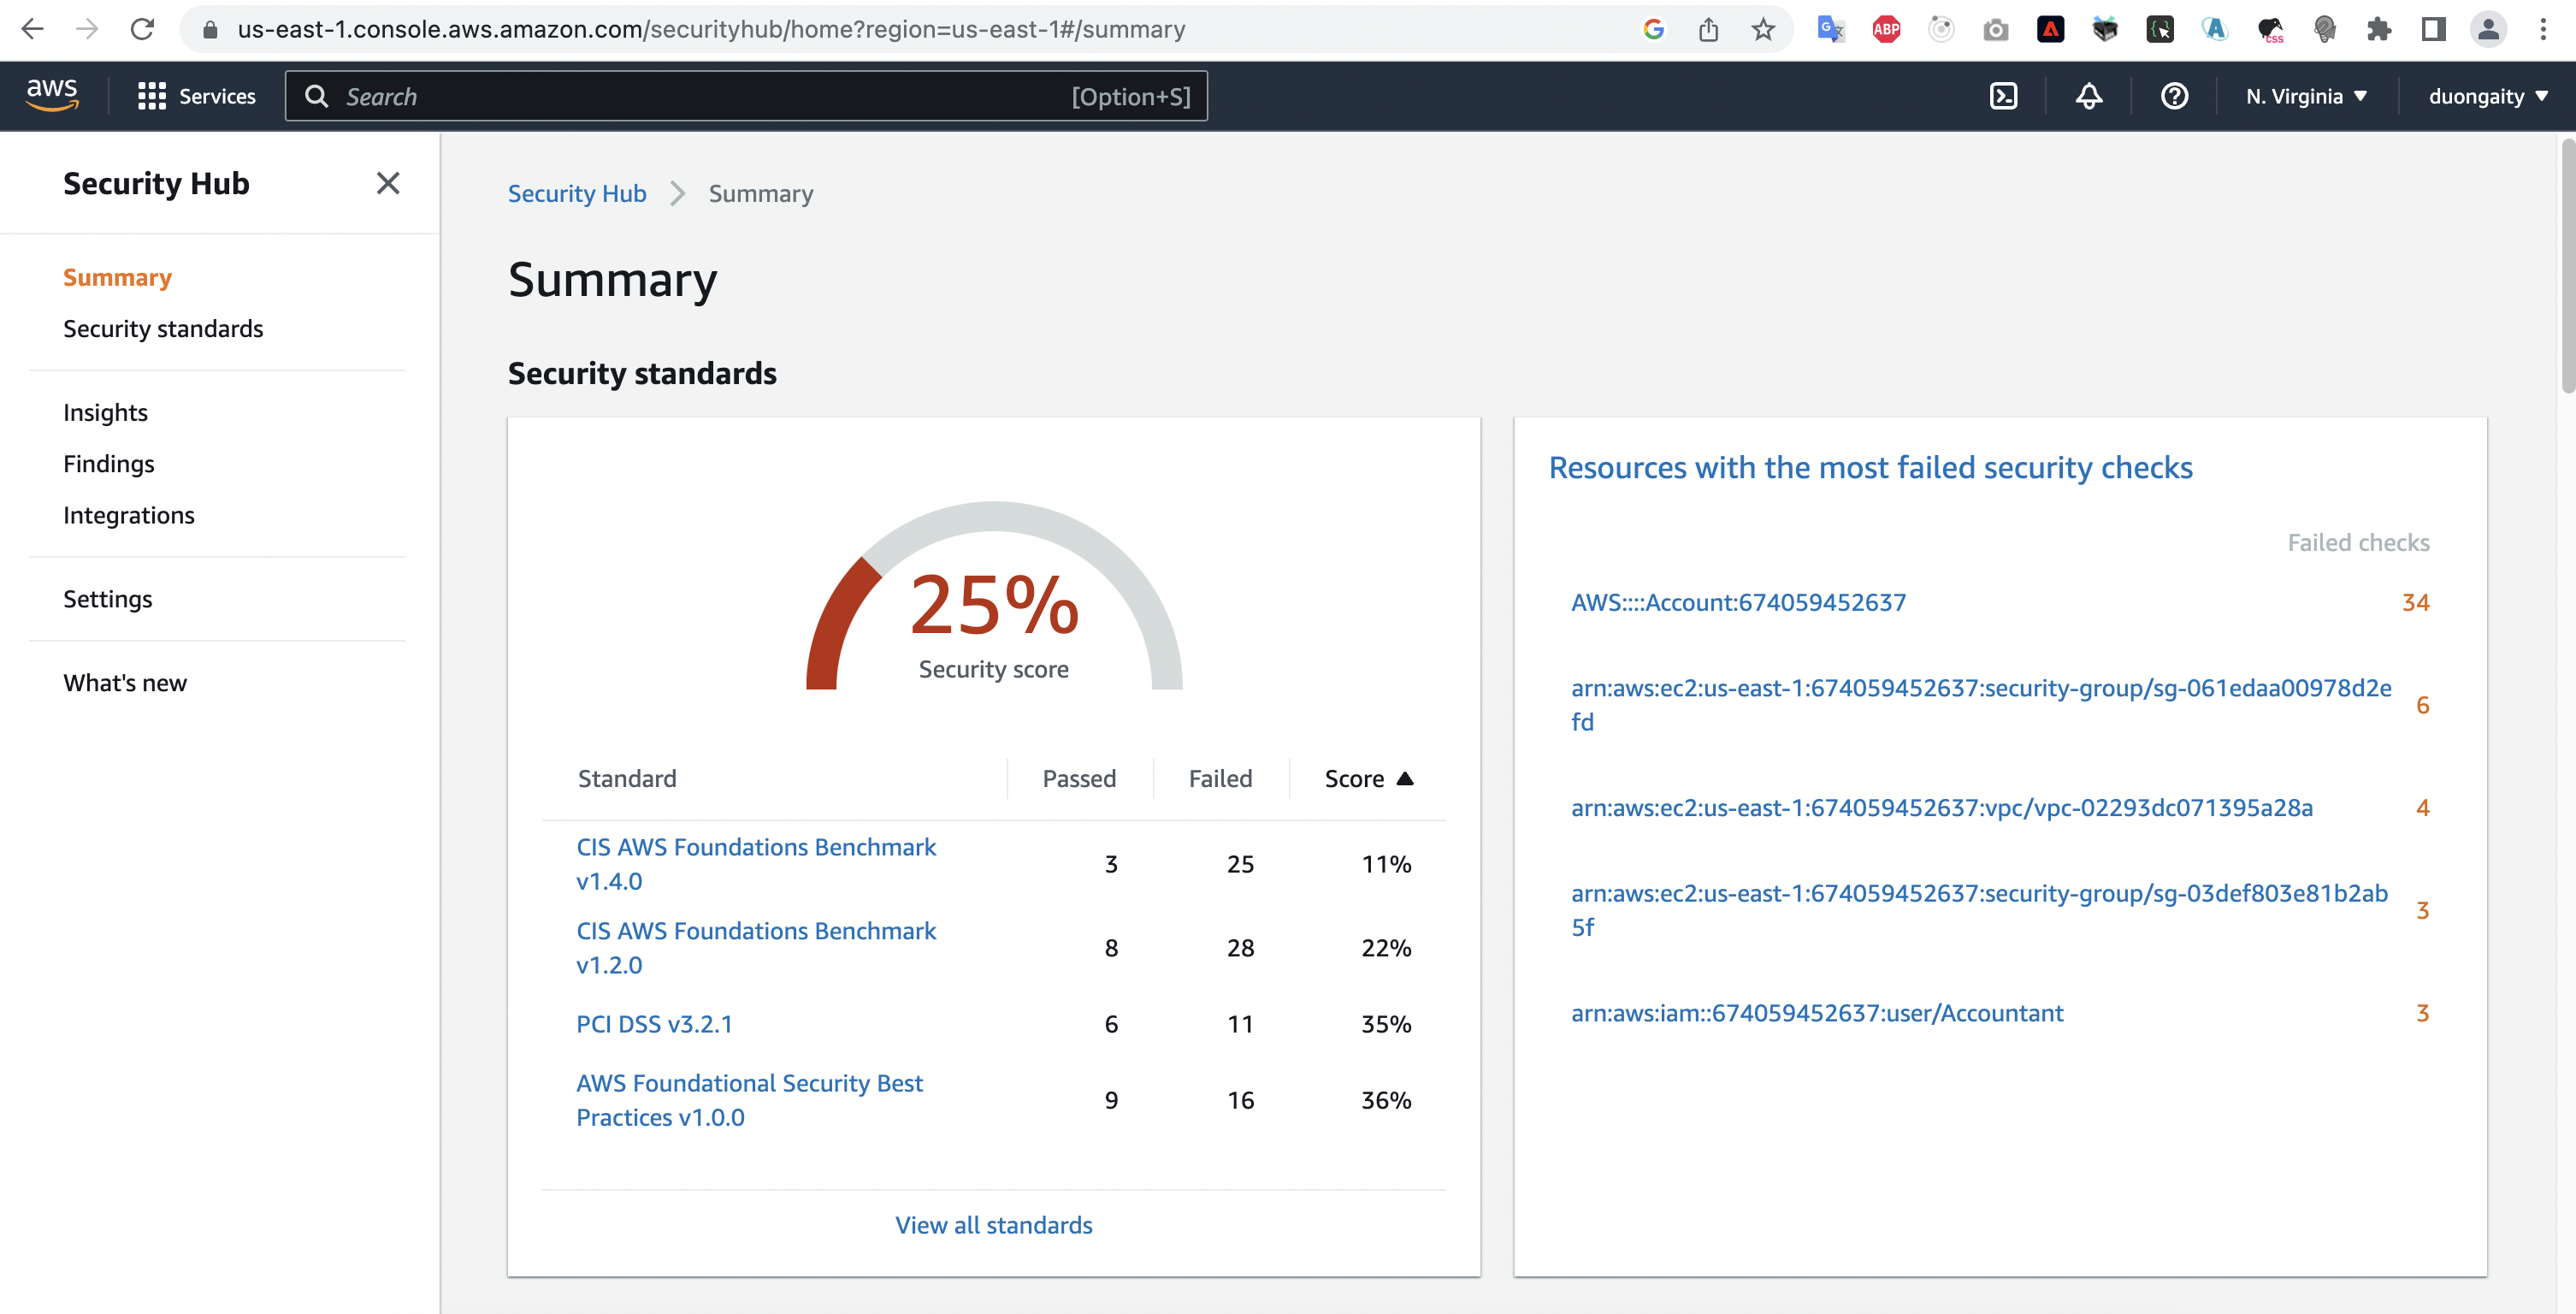 us-east-1.console.aws.amazon.com/securityhub/home?region=us-east-1#/summary
ABP
css
aws
Services
Search
[Option+S]
N. Virginia
duongaity
Security Hub
Summary
Security standards
Insights
Findings
Integrations
Settings
What's new
Security Hub
Summary
Summary
Security standards
25%
Security score
Standard Passed Failed Score
CIS AWS Foundations Benchmark
v1.4.0
3 25 11%
CIS AWS Foundations Benchmark
v1.2.0
8 28 22%
PCI DSS v3.2.1 6 11 35%
AWS Foundational Security Best
Practices v1.0.0
9 16 36%
View all standards
Resources with the most failed security checks
Failed checks
AWS::::Account:674059452637 34
arn:aws:ec2:us-east-1:674059452637:security-group/sg-061edaa00978d2e
fd
6
arn:aws:ec2:us-east-1:674059452637:vpc/vpc-02293dc071395a28a 4
arn:aws:ec2:us-east-1:674059452637:security-group/sg-03def803e81b2ab
5f
3
arn:aws:iam::674059452637:user/Accountant 3